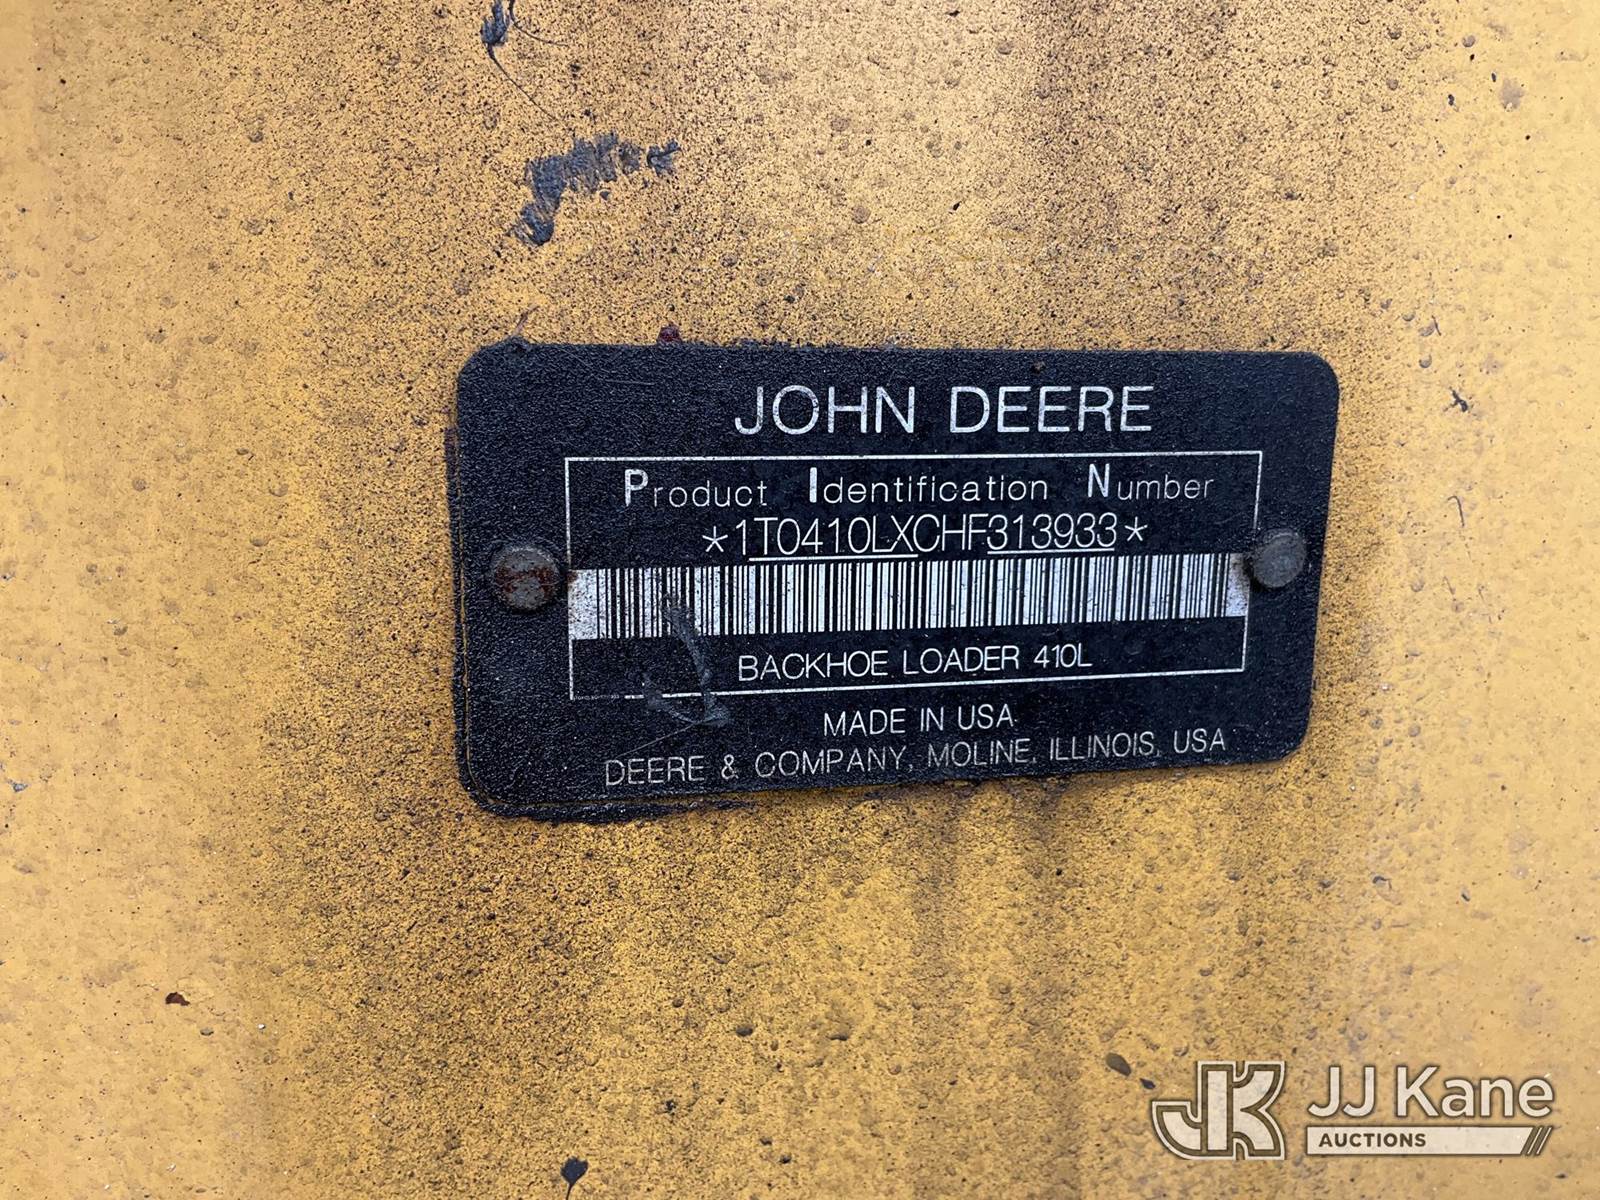 JOHN DEERE
Product Identification Number
*1T0410LXCHF313933*
BACKHOE LOADER 410L
MADE IN USA
DEERE & COMPANY, MOLINE, ILLINOIS, USA
JK JJ Kane
AUCTIONS